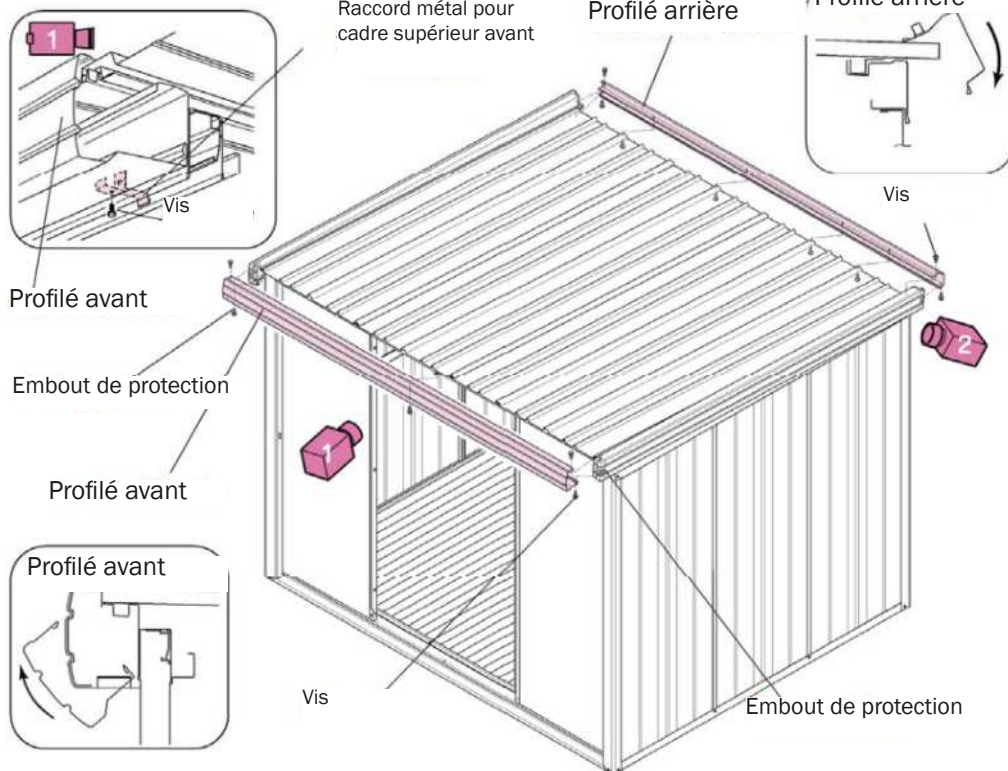 1
Raccord métal pour
cadre supérieur avant
Profilé arrière
Profilé arrière
Vis
Vis
Profilé avant
2
Embout de protection
1
Profilé avant
Profilé avant
Vis
Embout de protection